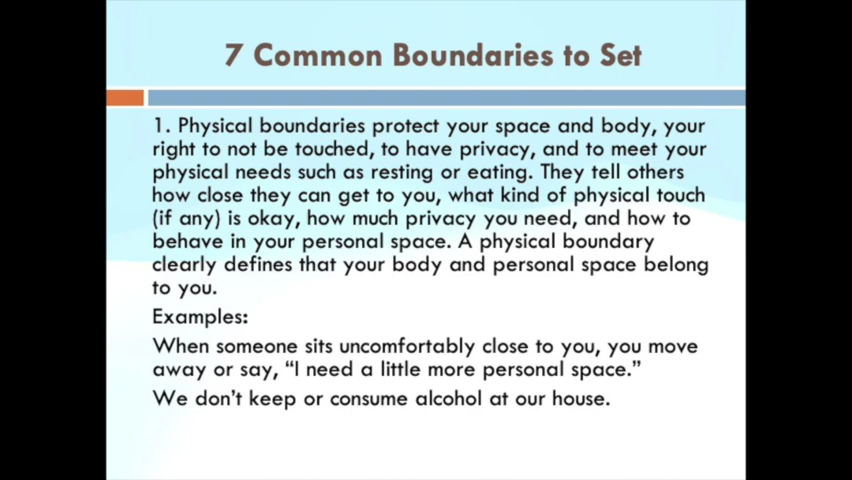 7 Common Boundaries to Set
1. Physical boundaries protect your space and body, your
right to not be touched, to have privacy, and to meet your
physical needs such as resting or eating. They tell others
how close they can get to you, what kind of physical touch
(if any) is okay, how much privacy you need, and how to
behave in your personal space. A physical boundary
clearly defines that your body and personal space belong
to you.
Examples:
When someone sits uncomfortably close to you, you move
away or say, “I need a little more personal space.”
We don’t keep or consume alcohol at our house.